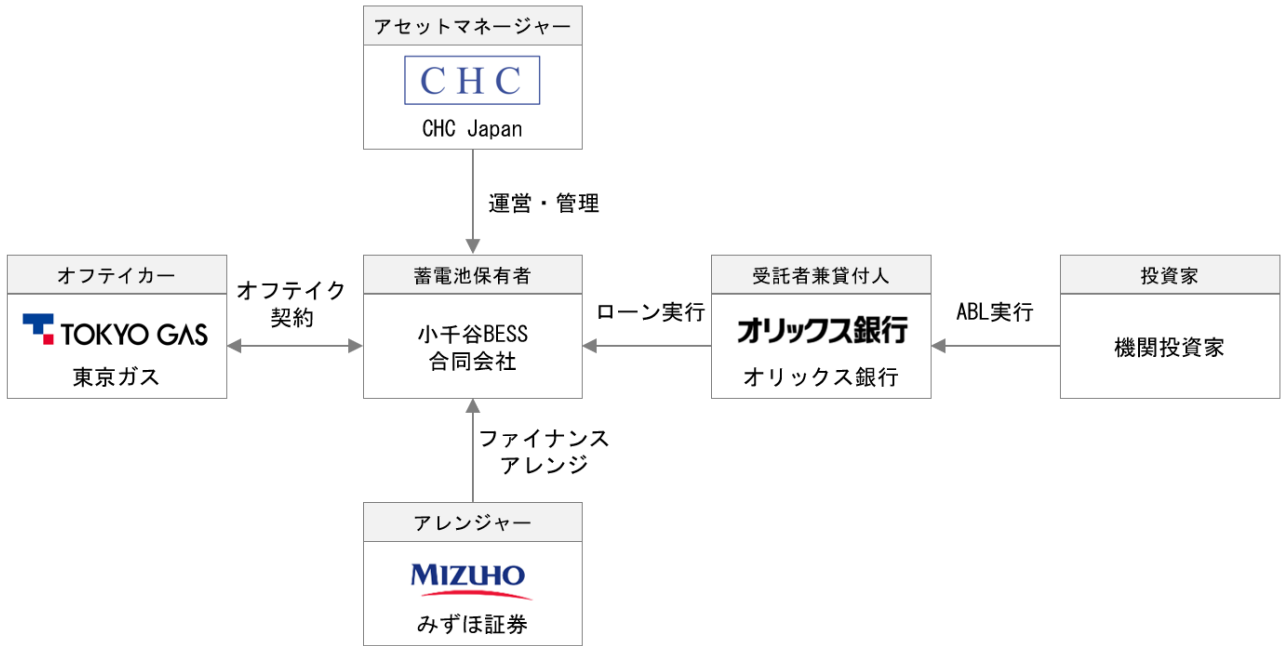 アセットマネージャー
CHC
CHC Japan
運営・管理
オフテイカー
TOKYO GAS
東京ガス
オフテイク
契約
蓄電池保有者
小千谷BESS
合同会社
ローン実行
受託者兼貸付人
オリックス銀行
オリックス銀行
ABL実行
投資家
機関投資家
ファイナンス
アレンジ
アレンジャー
MIZUHO
みずほ証券